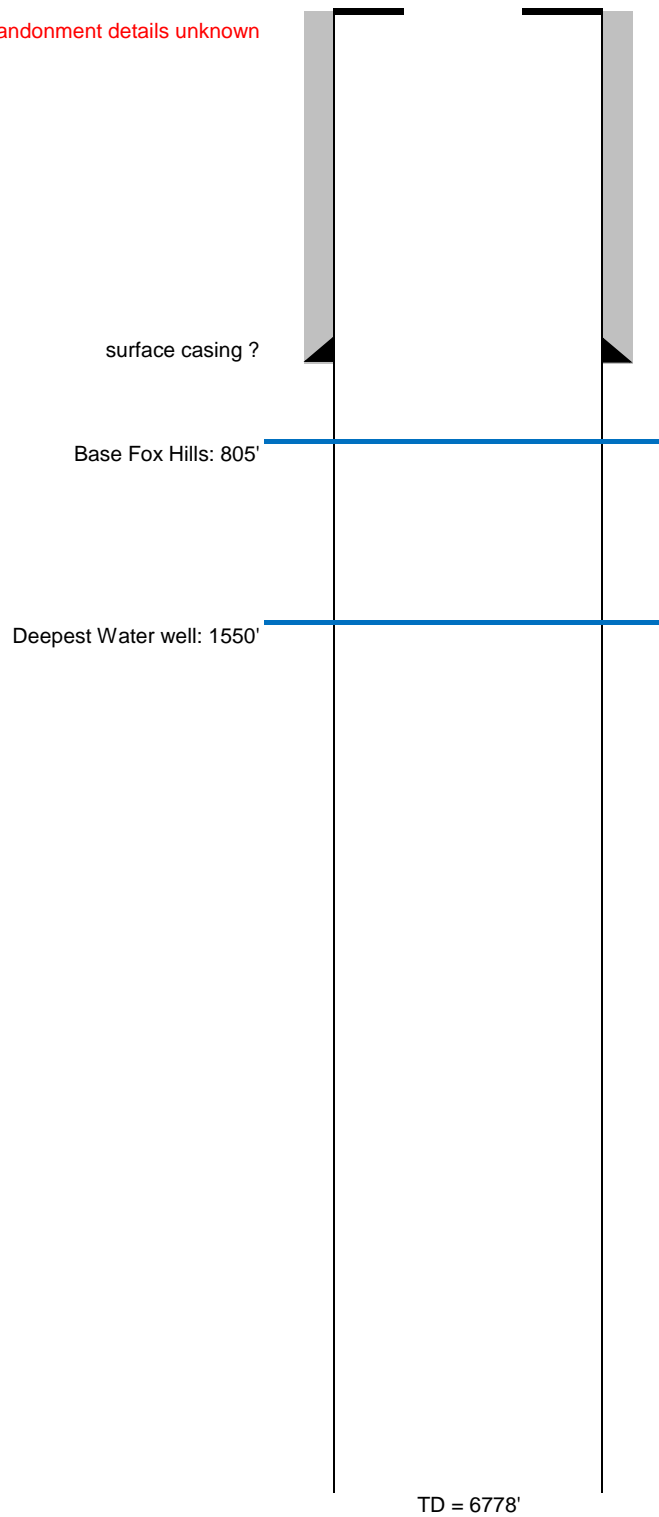 andonment details unknown
surface casing ?
Base Fox Hills: 805'
Deepest Water well: 1550'
TD = 6778'